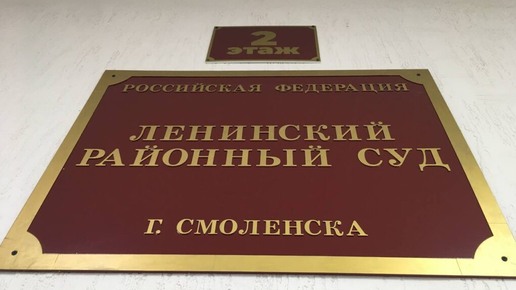 2
этаж
РОССИЙСКАЯ ФЕДЕРАЦИЯ
ЛЕНИНСКИЙ
РАЙОННЫЙ СУД
Г. СМОЛЕНСКА